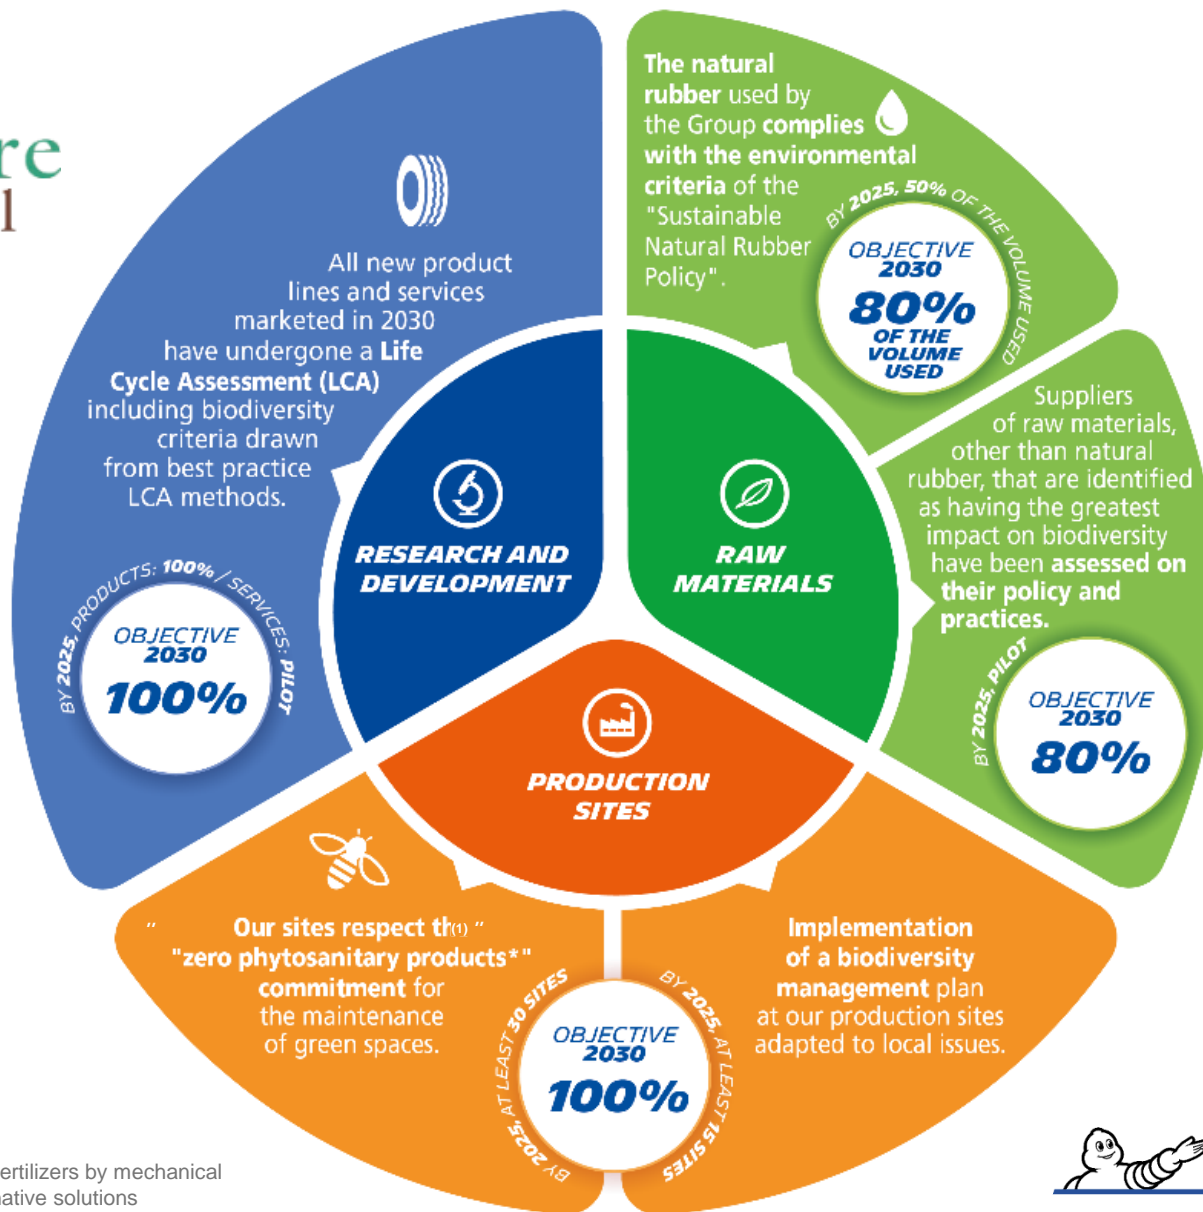 re
l
All new product
lines and services
marketed in 2030
have undergone a Life
Cycle Assessment (LCA)
including biodiversity
criteria drawn
from best practice
LCA methods.
BY 2025, PRODUCTS: 100% / SERVICES: PILOT
OBJECTIVE
2030
100%
RESEARCH AND
DEVELOPMENT
The natural
rubber used by
the Group complies
with the environmental
criteria of the
"Sustainable
Natural Rubber
Policy".
BY 2025, 50% OF THE VOLUME USED
OBJECTIVE
2030
80%
OF THE
VOLUME
USED
RAW
MATERIALS
Suppliers
of raw materials,
other than natural
rubber, that are identified
as having the greatest
impact on biodiversity
have been assessed on
their policy and
practices.
BY 2025, PILOT
OBJECTIVE
2030
80%
PRODUCTION
SITES
" Our sites respect th(1) "
"zero phytosanitary products*"
commitment for
the maintenance
of green spaces.
BY 2025, AT LEAST 30 SITES
OBJECTIVE
2030
100%
BY 2025, AT LEAST 15 SITES
Implementation
of a biodiversity
management plan
at our production sites
adapted to local issues.
ertilizers by mechanical
native solutions